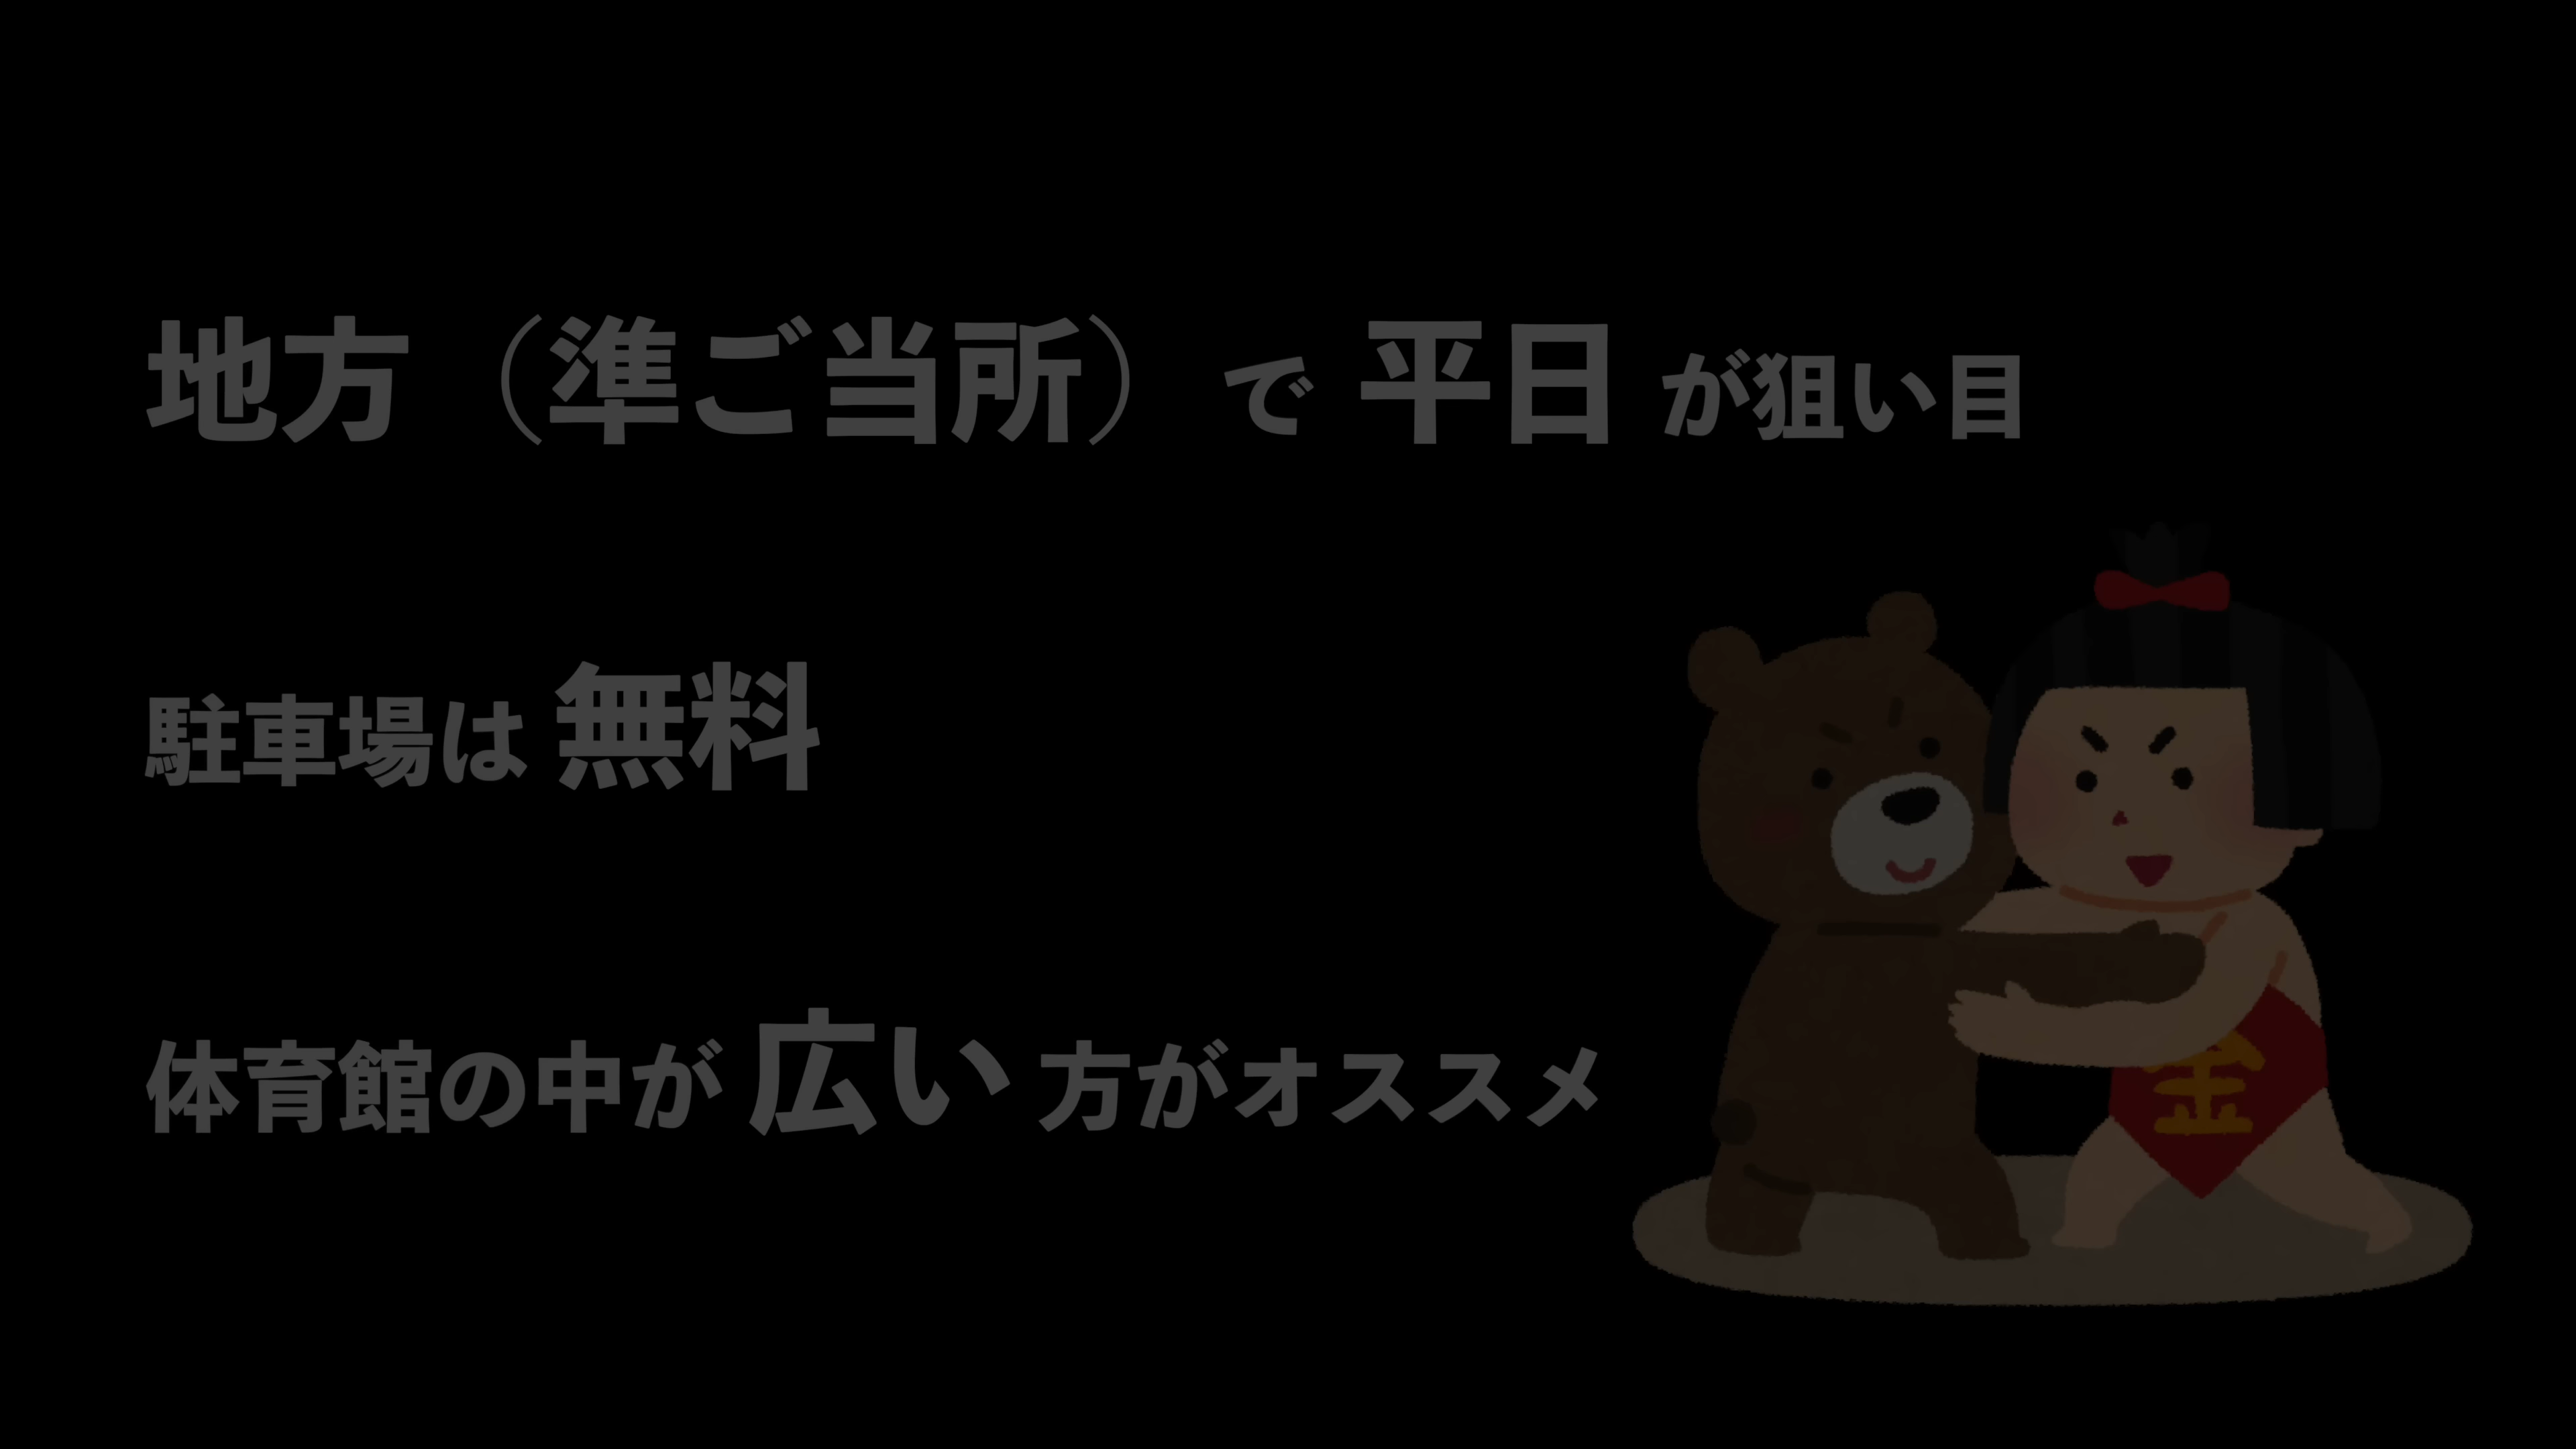 地方（準ご当所）で 平日 が狙い目
駐車場は 無料
体育館の中が 広い 方がオススメ
金